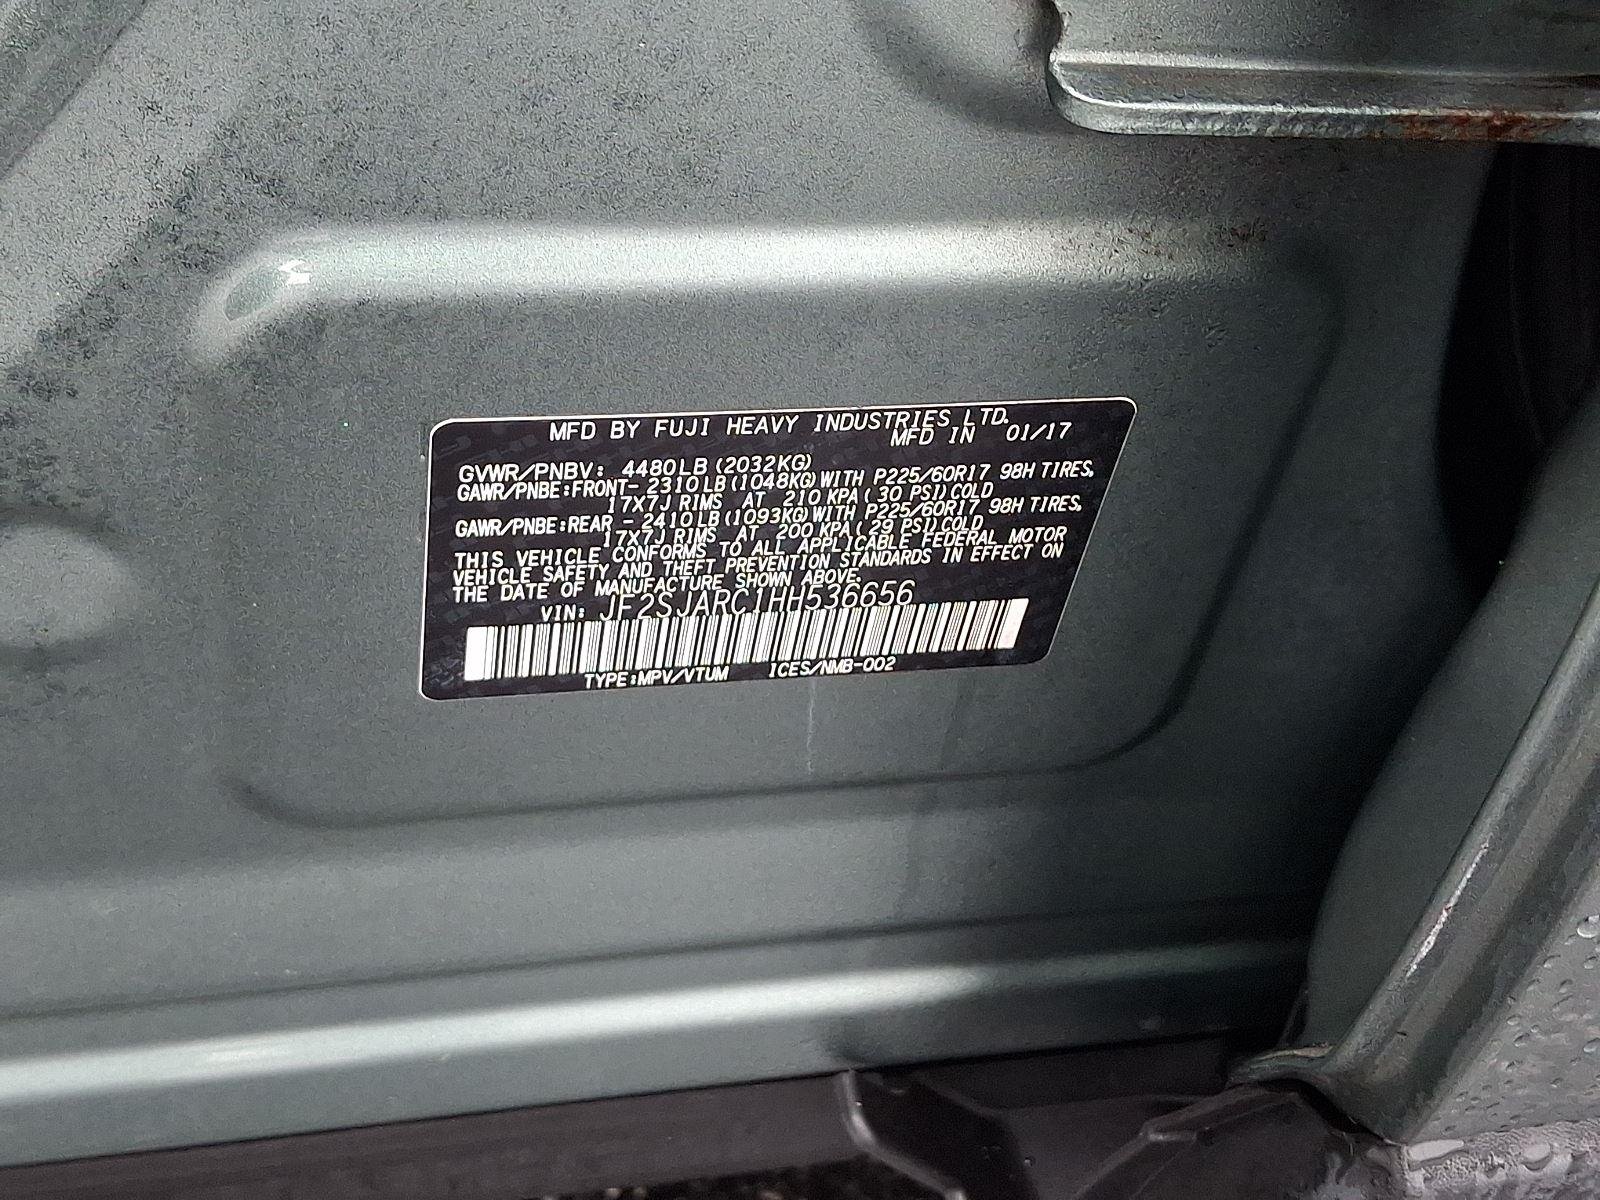 MFD BY FUJI HEAVY INDUSTRIES LTD.
MFD IN 01/17
GVWR/PNBV: 4480LB (2032KG)
GAWR/PNBE:FRONT- 2310LB(1048KG)WITH P225/60R17 98H TIRES,
17X7J RIMS AT 210 KPA( 30 PSI)COLD
GAWR/PNBE:REAR - 2410LB(1093KG)WITH P225/60R17 98H TIRES,
17X7J RIMS AT 200 KPA( 29 PSI)COLD
THIS VEHICLE CONFORMS TO ALL APPLICABLE FEDERAL MOTOR
VEHICLE SAFETY AND THEFT PREVENTION STANDARDS IN EFFECT ON
THE DATE OF MANUFACTURE SHOWN ABOVE.
VIN: JF2SJARC1HH536656
TYPE:MPV/VTUM ICES/NMB-002